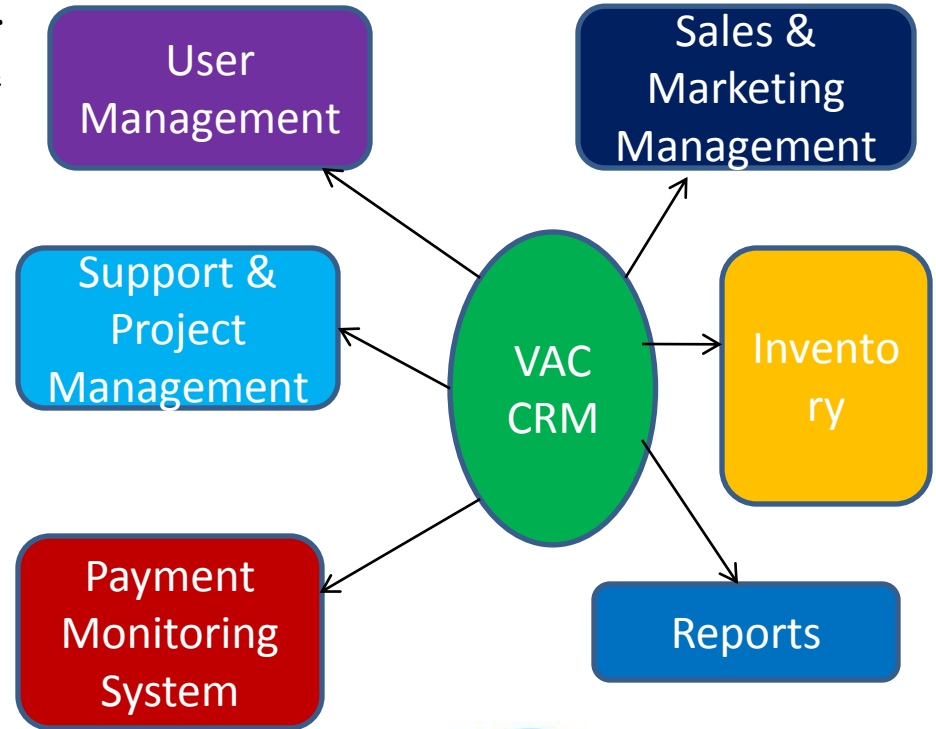 User
Management
Sales &
Marketing
Management
Support &
Project
Management
VAC
CRM
Invento
ry
Payment
Monitoring
System
Reports